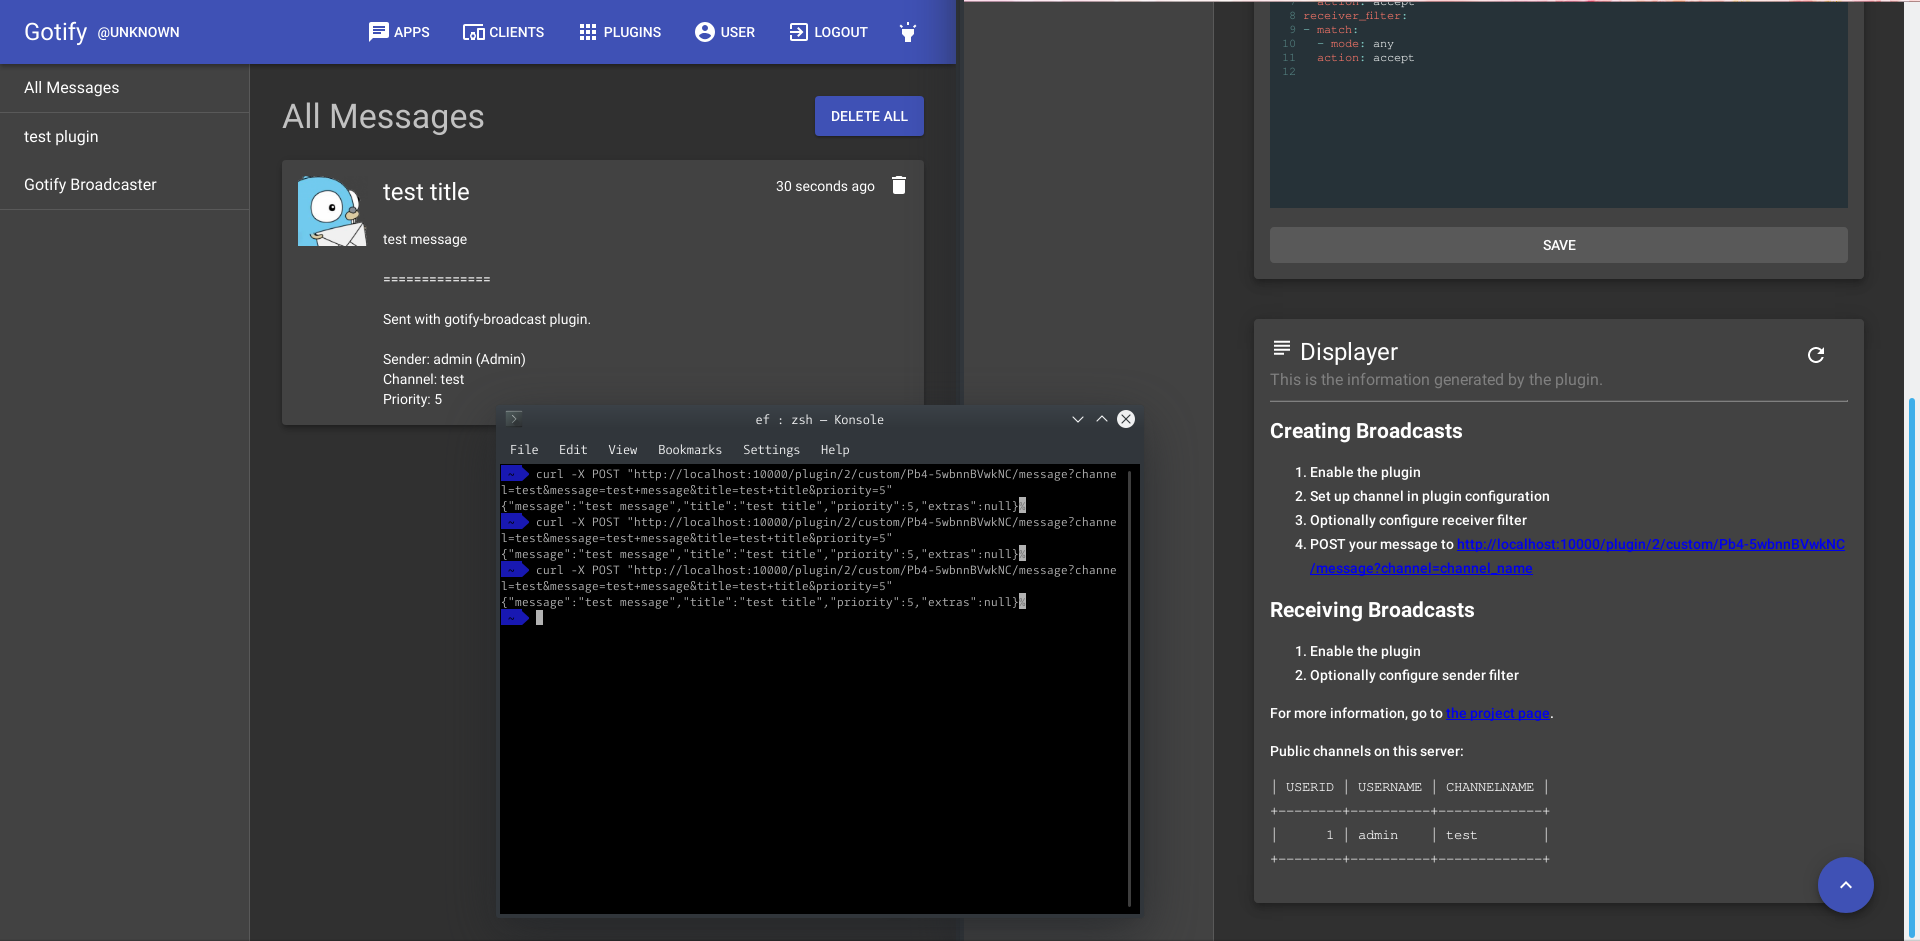 Gotify @UNKNOWN
APPS
CLIENTS
PLUGINS
USER
LOGOUT
All Messages
test plugin
Gotify Broadcaster
All Messages
DELETE ALL
test title
30 seconds ago
test message
==============
Sent with gotify-broadcast plugin.
Sender: admin (Admin)
Channel: test
Priority: 5
ef : zsh — Konsole
File Edit View Bookmarks Settings Help
~ curl -X POST "http://localhost:10000/plugin/2/custom/Pb4-5wbnnBVwkNC/message?channe
l=test&message=test+message&title=test+title&priority=5"
{"message":"test message","title":"test title","priority":5,"extras":null}%
~ curl -X POST "http://localhost:10000/plugin/2/custom/Pb4-5wbnnBVwkNC/message?channe
l=test&message=test+message&title=test+title&priority=5"
{"message":"test message","title":"test title","priority":5,"extras":null}%
~ curl -X POST "http://localhost:10000/plugin/2/custom/Pb4-5wbnnBVwkNC/message?channe
l=test&message=test+message&title=test+title&priority=5"
{"message":"test message","title":"test title","priority":5,"extras":null}%
~
7 action: accept
8 receiver_filter:
9 - match:
10 - mode: any
11 action: accept
12
SAVE
Displayer
This is the information generated by the plugin.
Creating Broadcasts
1. Enable the plugin
2. Set up channel in plugin configuration
3. Optionally configure receiver filter
4. POST your message to http://localhost:10000/plugin/2/custom/Pb4-5wbnnBVwkNC
/message?channel=channel_name
Receiving Broadcasts
1. Enable the plugin
2. Optionally configure sender filter
For more information, go to the project page.
Public channels on this server:
| USERID | USERNAME | CHANNELNAME |
+--------+----------+-------------+
|      1 | admin    | test        |
+--------+----------+-------------+